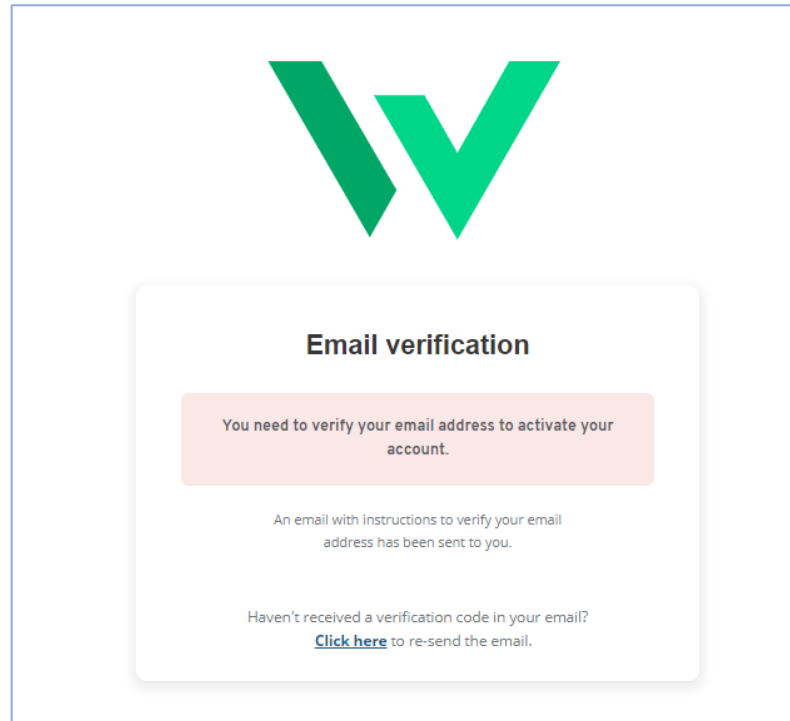 Email verification
You need to verify your email address to activate your
account.
An email with instructions to verify your email
address has been sent to you.
Haven't received a verification code in your email?
Click here to re-send the email.